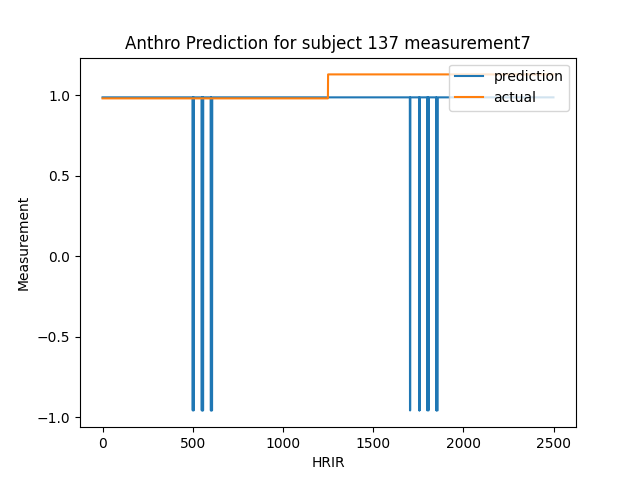 Anthro Prediction for subject 137 measurement7
prediction
actual
1.0
0.5
0.0
−0.5
−1.0
Measurement
0
500
1000
1500
2000
2500
HRIR